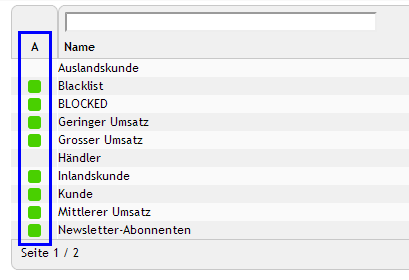 A Name
Auslandskunde
Blacklist
BLOCKED
Geringer Umsatz
Grosser Umsatz
Händler
Inlandskunde
Kunde
Mittlerer Umsatz
Newsletter-Abonnenten
Seite 1 / 2